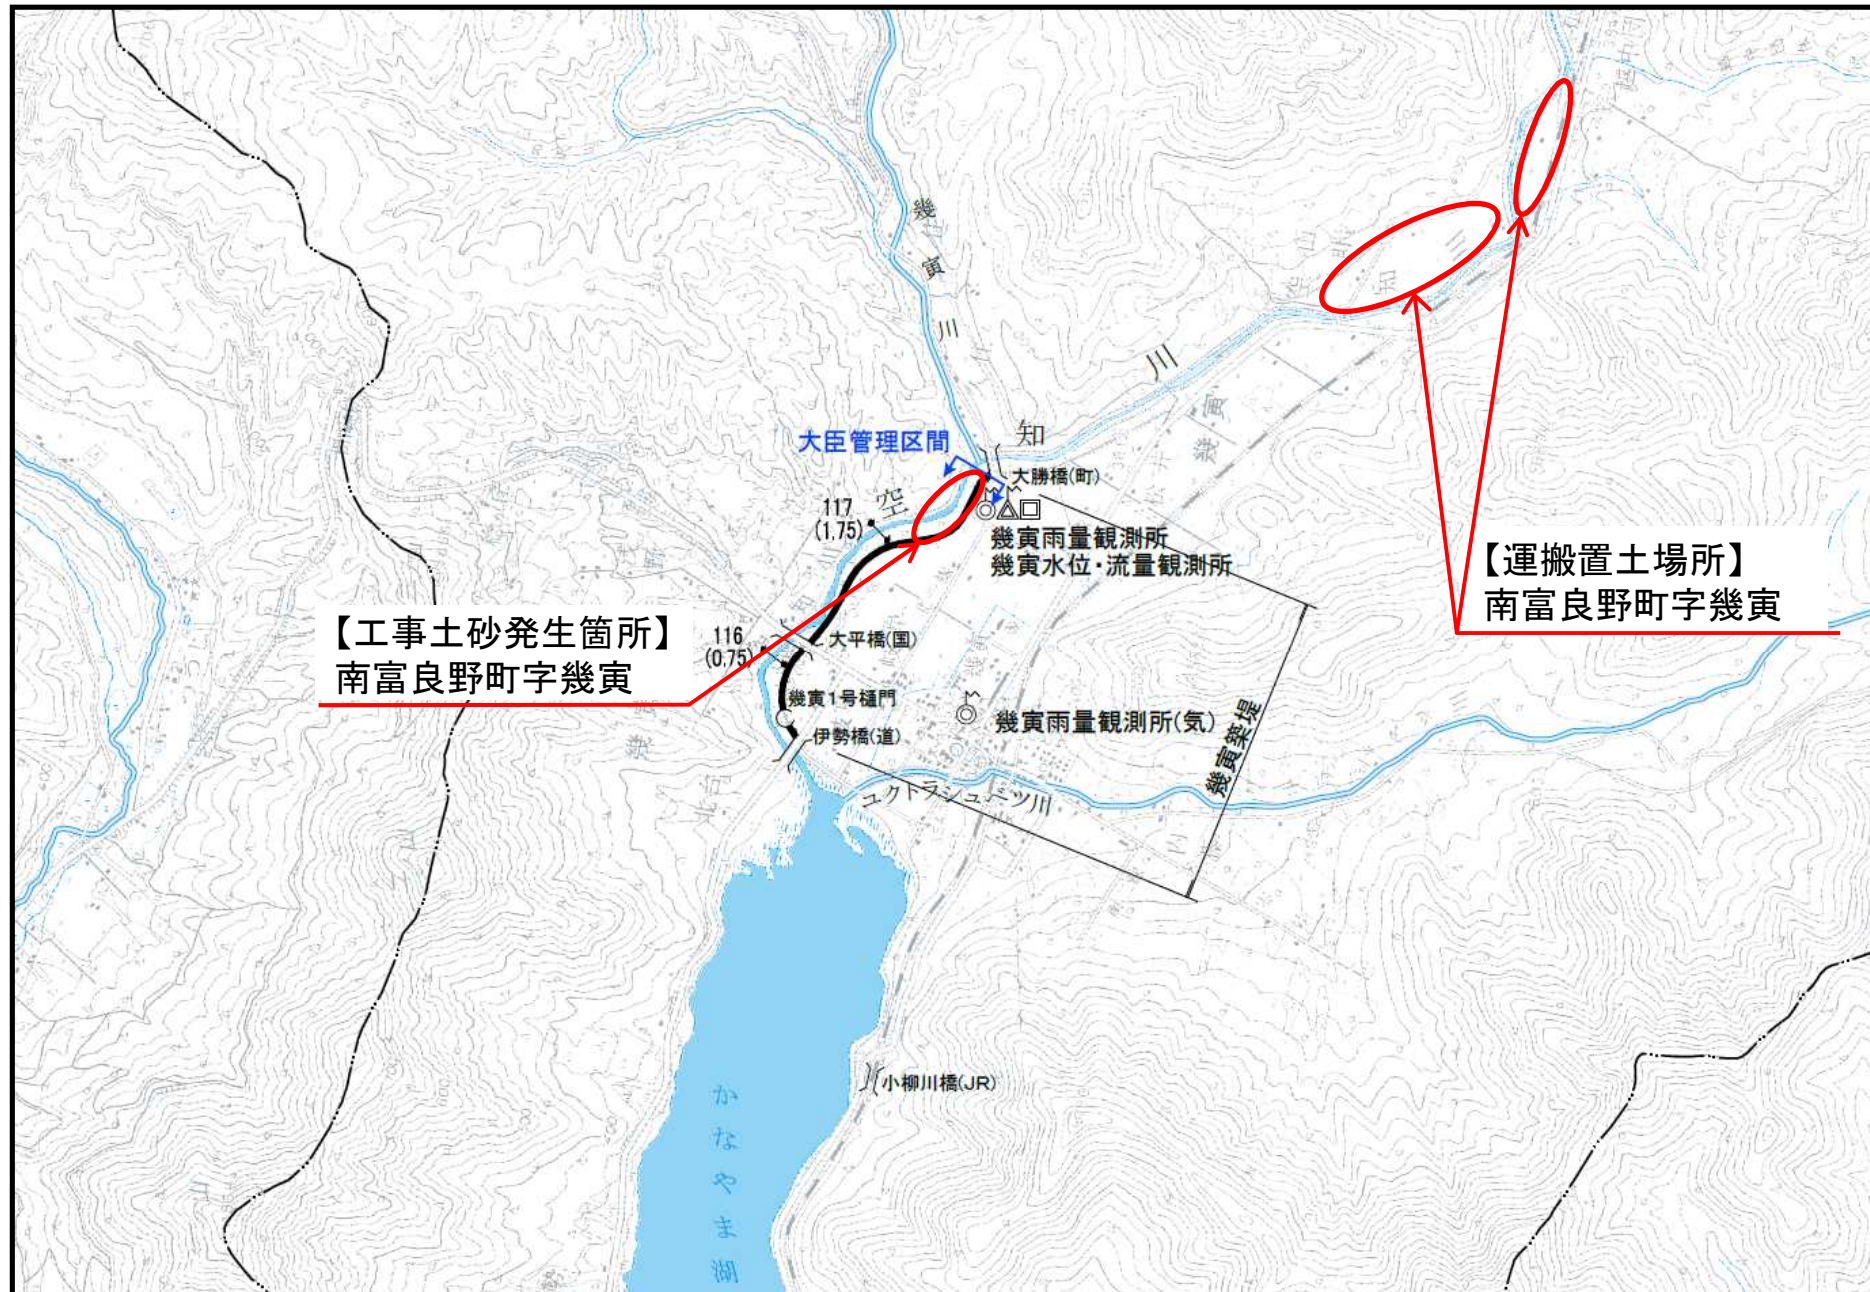 幾寅川
空知川
大臣管理区間
大勝橋(町)
117
(1.75)
幾寅雨量観測所
幾寅水位・流量観測所
【運搬置土場所】
南富良野町字幾寅
【工事土砂発生箇所】
南富良野町字幾寅
116
(0.75)
大平橋(国)
幾寅1号樋門
伊勢橋(道)
幾寅雨量観測所(気)
幾寅築堤
ユクトラシュベツ川
幾寅
小柳川橋(JR)
かなやま湖